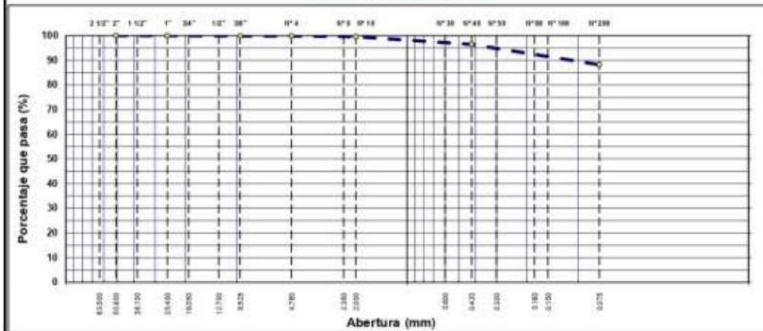 2 1/2" 2" 1 1/2" 1" 3/4" 1/2" 3/8" N° 4 N° 8 N° 10 N° 30 N° 40 N° 50 N° 80 N° 100 N° 200
100
90
80
70
60
50
40
30
20
10
0
Porcentaje que pasa (%)
63.500 50.800 38.100 25.400 19.050 12.700 9.525 4.760 2.360 2.000 0.600 0.420 0.300 0.180 0.150 0.075
Abertura (mm)